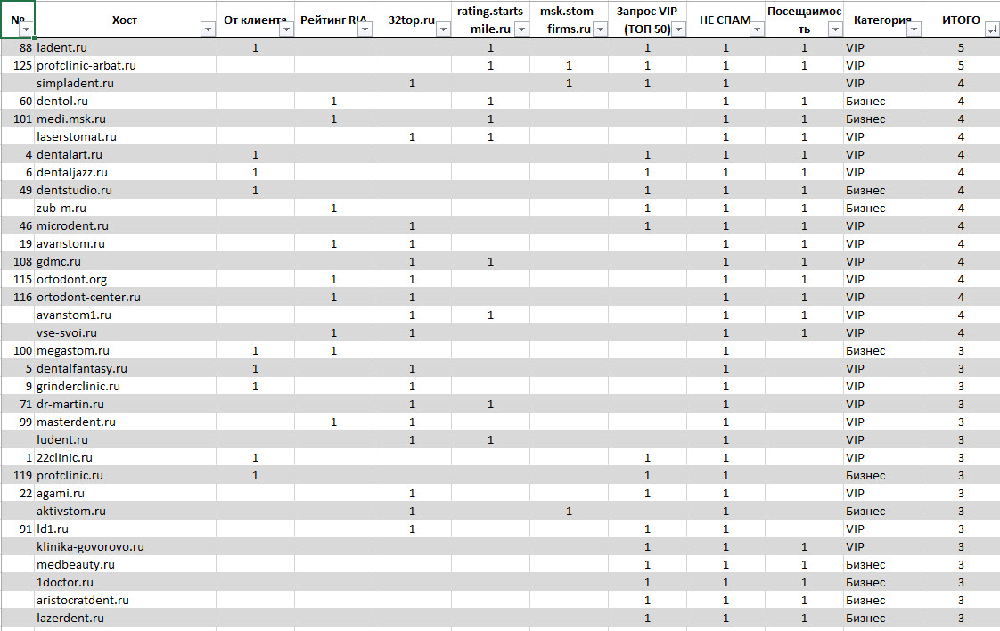 № Хост От клиента Рейтинг RIA 32top.ru rating.starts msk.stom- Запрос VIP НЕ СПАМ Посещаимос Категория ИТОГО
mile.ru firms.ru (ТОП 50) ть
88 ladent.ru 1 1 1 1 1 VIP 5
125 profclinic-arbat.ru 1 1 1 1 1 VIP 5
simpladent.ru 1 1 1 1 VIP 4
60 dentol.ru 1 1 1 1 Бизнес 4
101 medi.msk.ru 1 1 1 1 Бизнес 4
laserstomat.ru 1 1 1 1 VIP 4
4 dentalart.ru 1 1 1 1 VIP 4
6 dentaljazz.ru 1 1 1 1 VIP 4
49 dentstudio.ru 1 1 1 1 Бизнес 4
zub-m.ru 1 1 1 1 Бизнес 4
46 microdent.ru 1 1 1 1 VIP 4
19 avanstom.ru 1 1 1 1 VIP 4
108 gdmc.ru 1 1 1 1 VIP 4
115 ortodont.org 1 1 1 1 VIP 4
116 ortodont-center.ru 1 1 1 1 VIP 4
avanstom1.ru 1 1 1 1 VIP 4
vse-svoi.ru 1 1 1 1 VIP 4
100 megastom.ru 1 1 1 Бизнес 3
5 dentalfantasy.ru 1 1 1 VIP 3
9 grinderclinic.ru 1 1 1 VIP 3
71 dr-martin.ru 1 1 1 VIP 3
99 masterdent.ru 1 1 1 VIP 3
ludent.ru 1 1 1 VIP 3
1 22clinic.ru 1 1 1 VIP 3
119 profclinic.ru 1 1 1 Бизнес 3
22 agami.ru 1 1 1 VIP 3
aktivstom.ru 1 1 1 Бизнес 3
91 ld1.ru 1 1 1 VIP 3
klinika-govorovo.ru 1 1 1 VIP 3
medbeauty.ru 1 1 1 Бизнес 3
1doctor.ru 1 1 1 Бизнес 3
aristocratdent.ru 1 1 1 Бизнес 3
lazerdent.ru 1 1 1 Бизнес 3